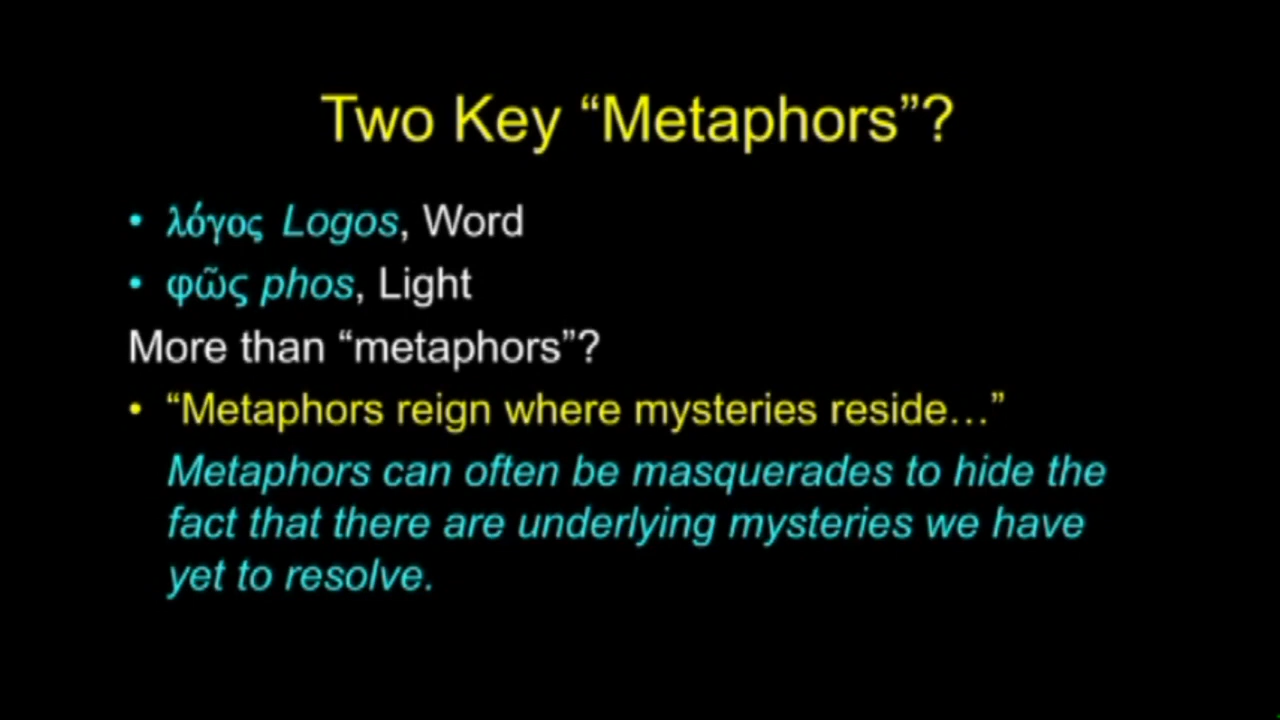 Two Key “Metaphors”?
• λόγος Logos, Word
• φῶς phos, Light
More than “metaphors”?
• “Metaphors reign where mysteries reside…”
Metaphors can often be masquerades to hide the
fact that there are underlying mysteries we have
yet to resolve.